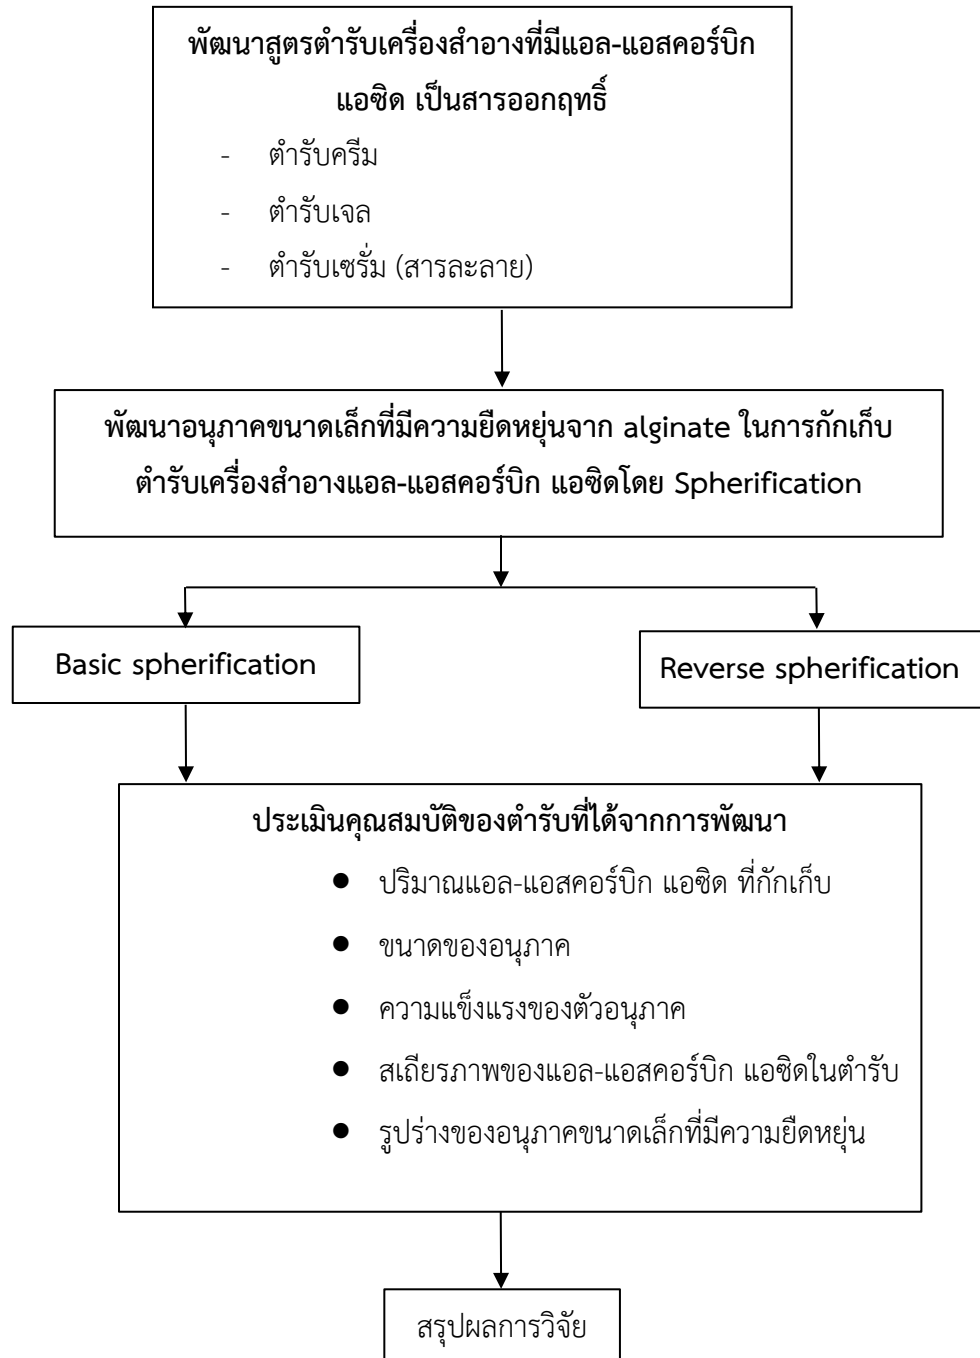 พัฒนาสูตรตำรับเครื่องสำอางที่มีแอล-แอสคอร์บิก
แอซิด เป็นสารออกฤทธิ์
- ตำรับครีม
- ตำรับเจล
- ตำรับเซรั่ม (สารละลาย)
พัฒนาอนุภาคขนาดเล็กที่มีความยืดหยุ่นจาก alginate ในการกักเก็บ
ตำรับเครื่องสำอางแอล-แอสคอร์บิก แอซิดโดย Spherification
Basic spherification
Reverse spherification
ประเมินคุณสมบัติของตำรับที่ได้จากการพัฒนา
● ปริมาณแอล-แอสคอร์บิก แอซิด ที่กักเก็บ
● ขนาดของอนุภาค
● ความแข็งแรงของตัวอนุภาค
● สเถียรภาพของแอล-แอสคอร์บิก แอซิดในตำรับ
● รูปร่างของอนุภาคขนาดเล็กที่มีความยืดหยุ่น
สรุปผลการวิจัย